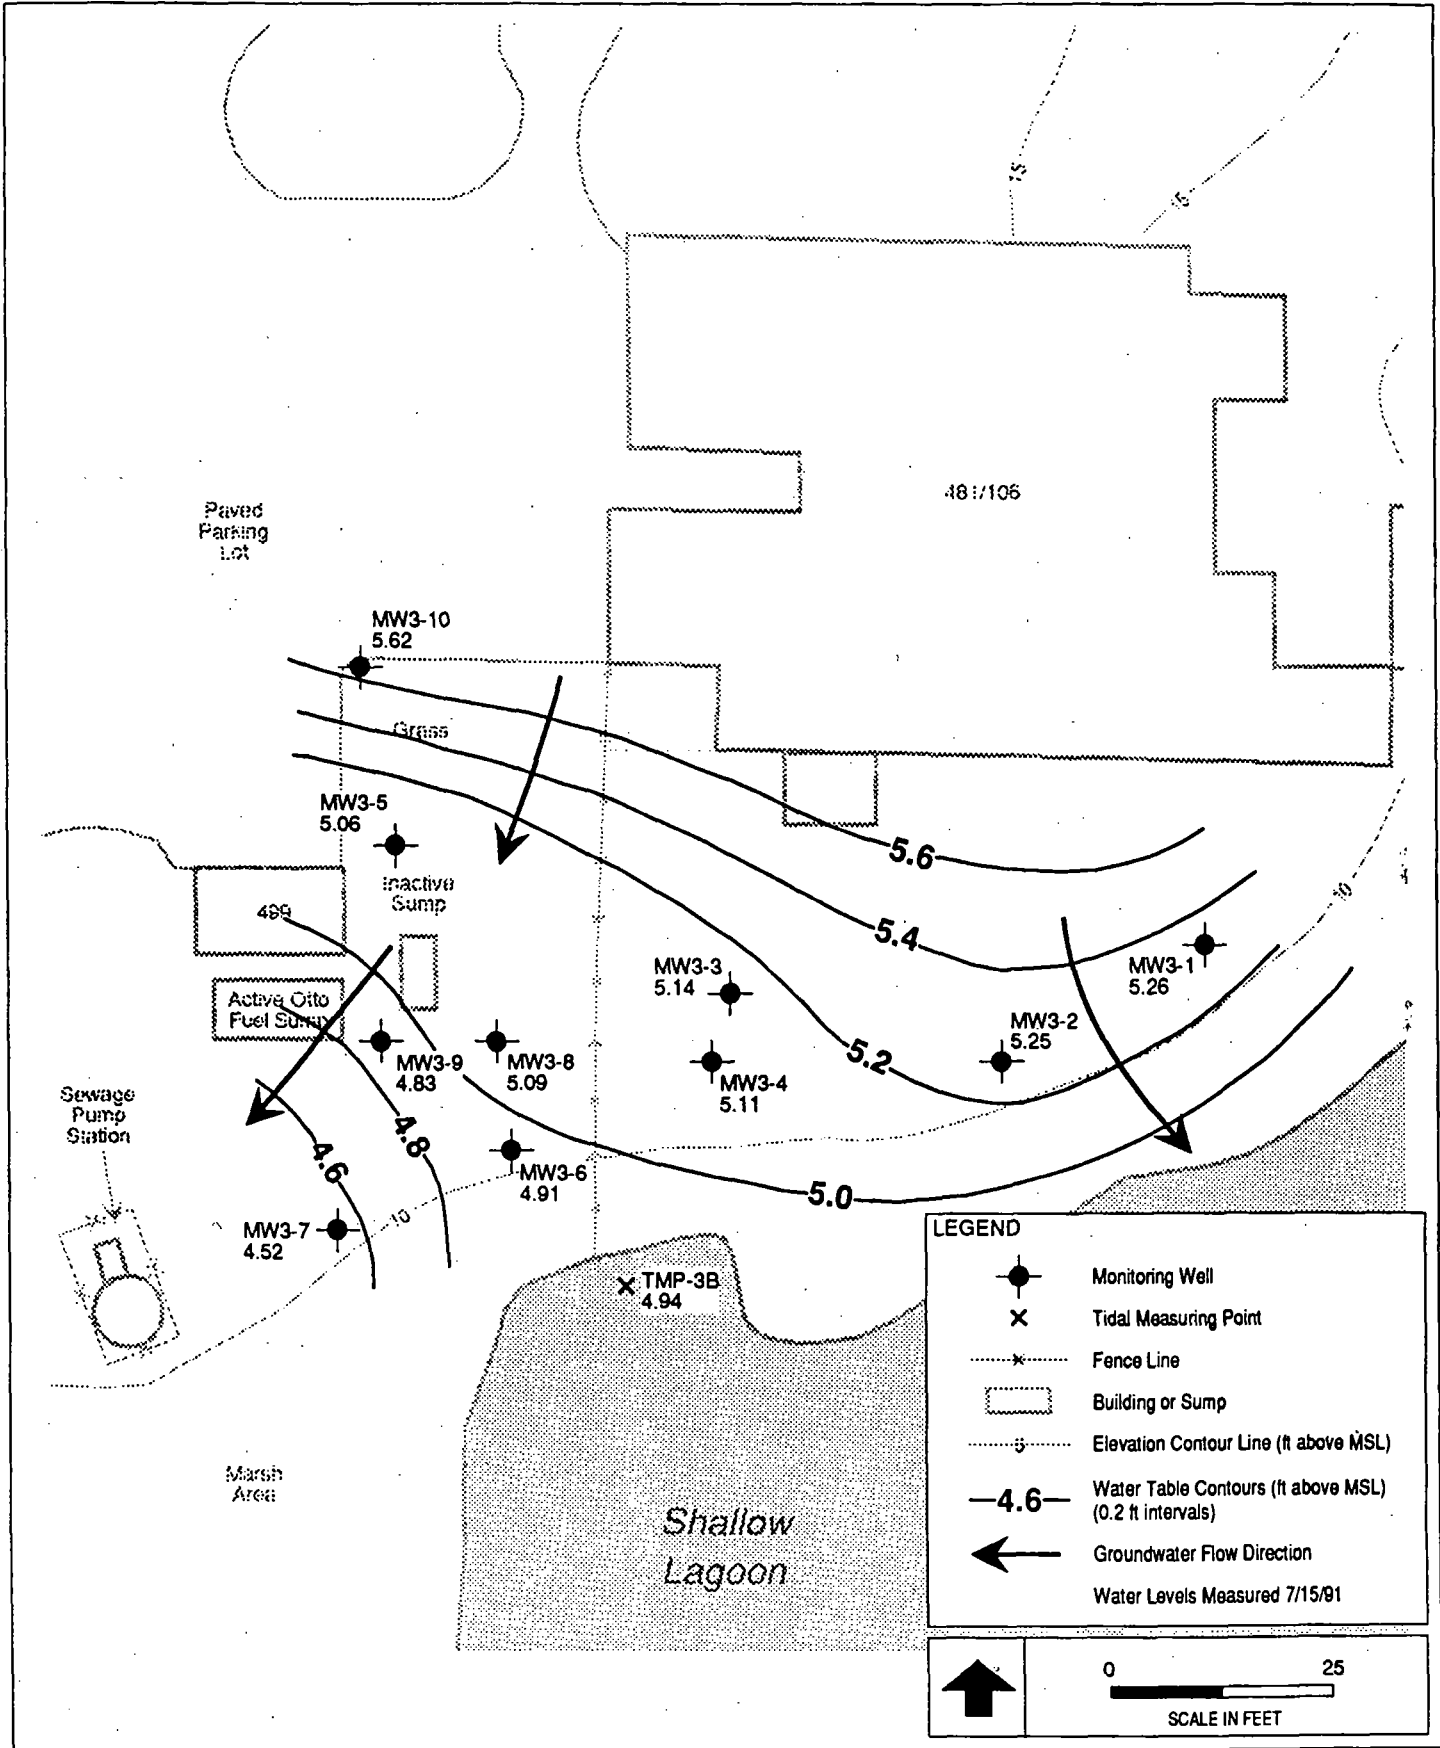 15
15
481/106
Paved
Parking
Lot
MW3-10
5.62
Grass
MW3-5
5.06
Inactive
Sump
499
5.6
5.4
10
MW3-1
5.26
MW3-3
5.14
Active Otto
Fuel Sump
MW3-2
5.25
5.2
MW3-9
4.83
MW3-8
5.09
MW3-4
5.11
Sewage
Pump
Station
4.8
4.6
MW3-6
4.91
5.0
10
MW3-7
4.52
TMP-3B
4.94
Marsh
Area
Shallow
Lagoon
LEGEND
Monitoring Well
Tidal Measuring Point
Fence Line
Building or Sump
Elevation Contour Line (ft above MSL)
4.6
Water Table Contours (ft above MSL)
(0.2 ft intervals)
Groundwater Flow Direction
Water Levels Measured 7/15/91
0 25
SCALE IN FEET